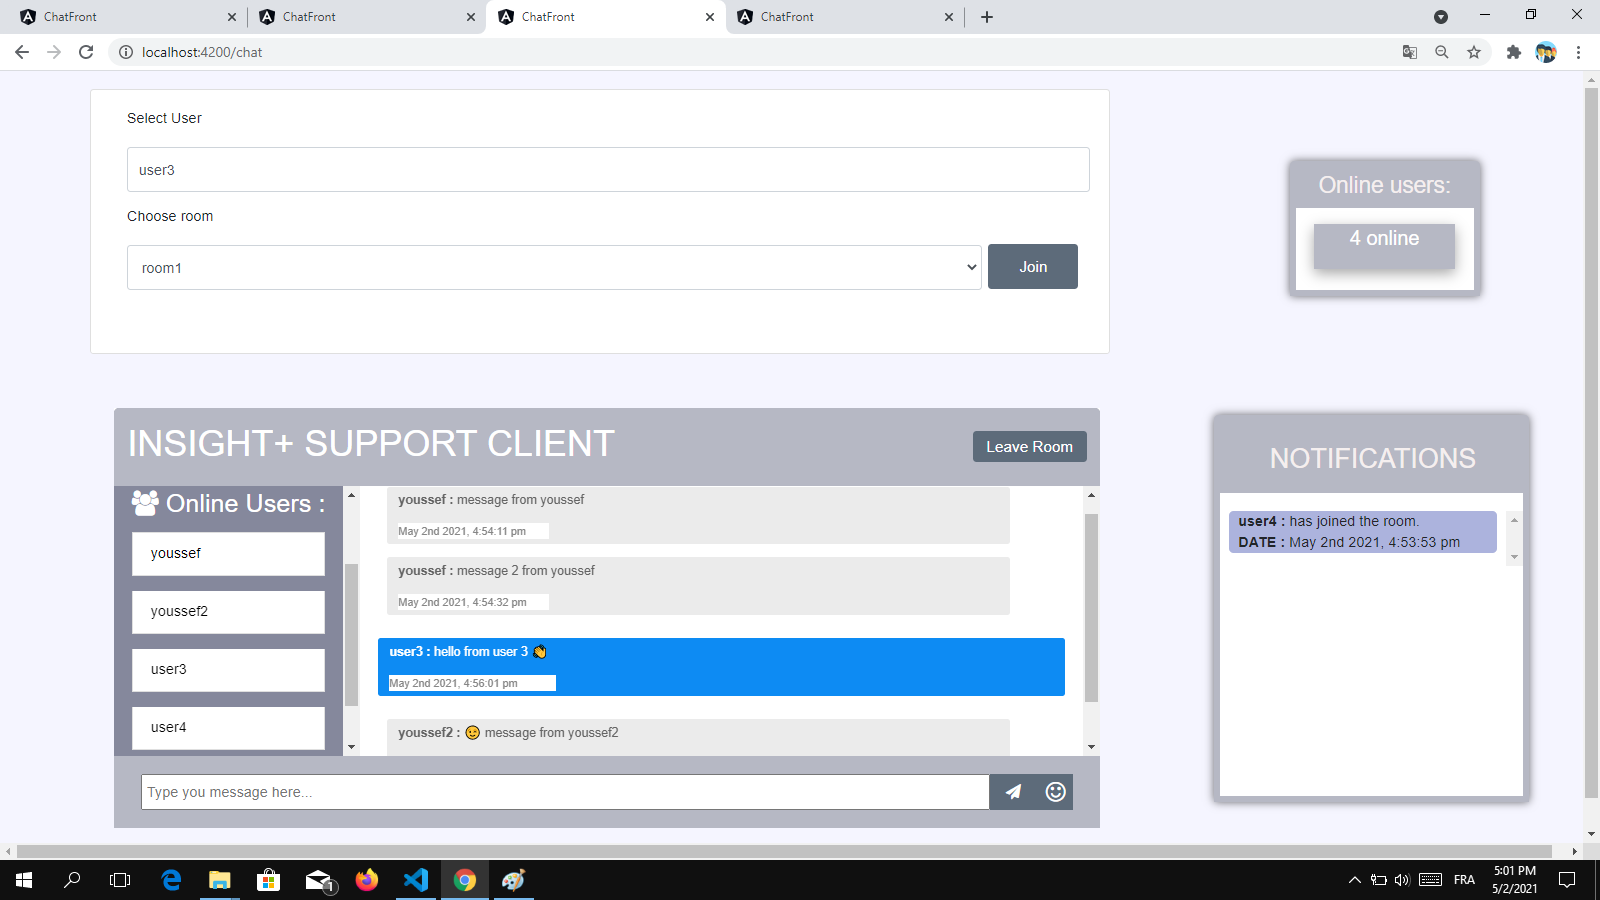 ChatFront
ChatFront
ChatFront
ChatFront
localhost:4200/chat
Select User
user3
Choose room
room1
Join
Online users:
4 online
INSIGHT+ SUPPORT CLIENT
Leave Room
Online Users :
youssef
youssef2
user3
user4
youssef : message from youssef
May 2nd 2021, 4:54:11 pm
youssef : message 2 from youssef
May 2nd 2021, 4:54:32 pm
user3 : hello from user 3 👏
May 2nd 2021, 4:56:01 pm
youssef2 : 😉 message from youssef2
Type you message here...
NOTIFICATIONS
user4 : has joined the room.
DATE : May 2nd 2021, 4:53:53 pm
1
FRA
5:01 PM
5/2/2021